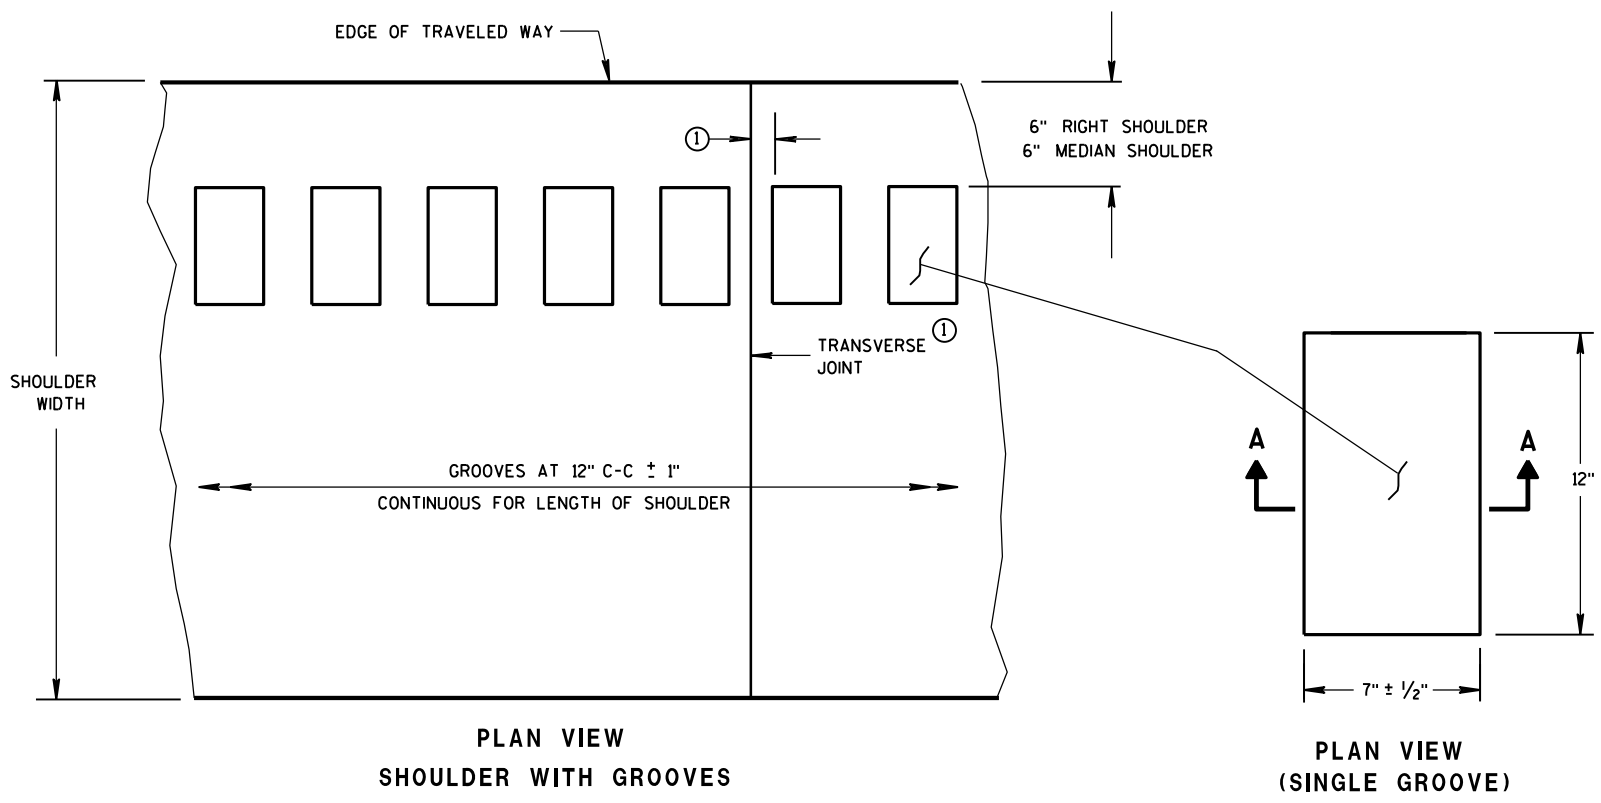 EDGE OF TRAVELED WAY
①
6" RIGHT SHOULDER
6" MEDIAN SHOULDER
TRANSVERSE ①
JOINT
SHOULDER
WIDTH
GROOVES AT 12" C-C ± 1"
CONTINUOUS FOR LENGTH OF SHOULDER
A
A
12"
7" ± 1/2"
PLAN VIEW
SHOULDER WITH GROOVES
PLAN VIEW
(SINGLE GROOVE)